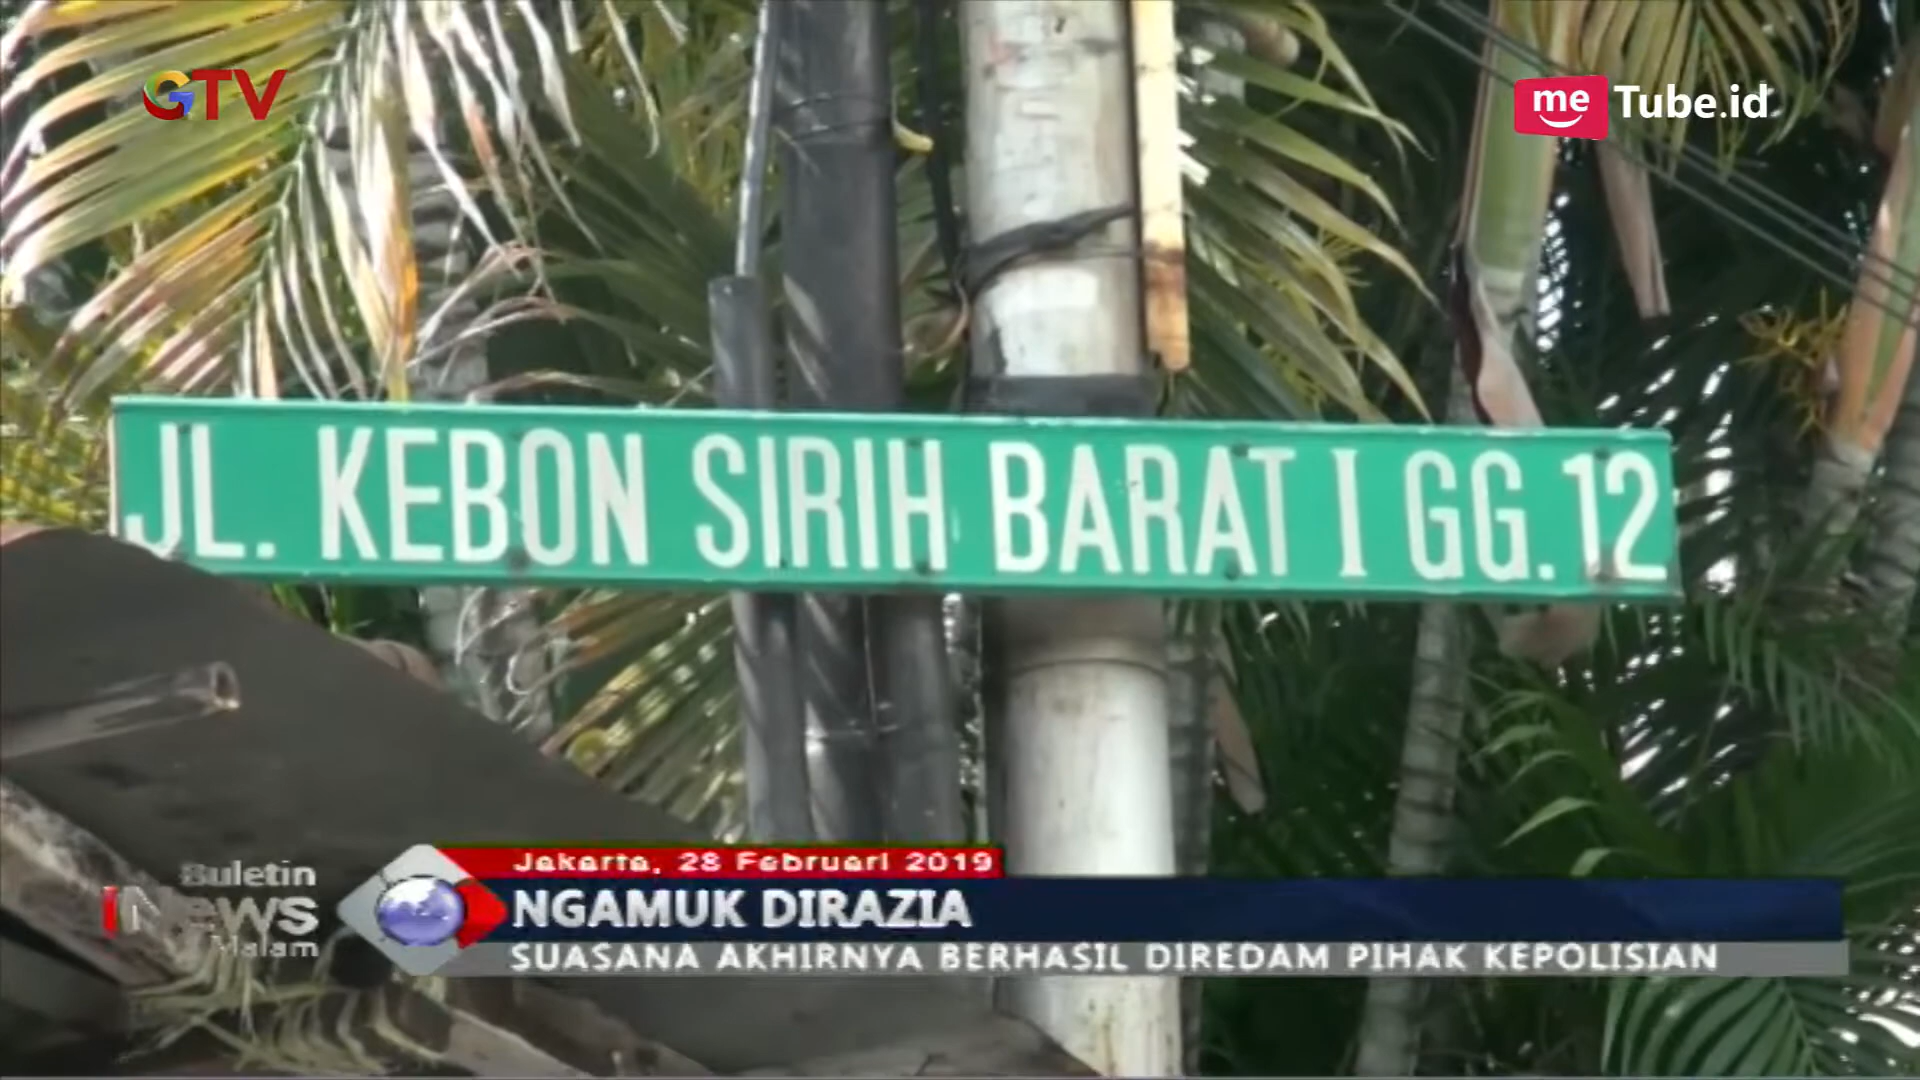 GTV
me Tube.id
JL. KEBON SIRIH BARAT I GG. 12
Jakarta, 28 Februari 2019
Buletin
iNews
Malam
NGAMUK DIRAZIA
SUASANA AKHIRNYA BERHASIL DIREDAM PIHAK KEPOLISIAN